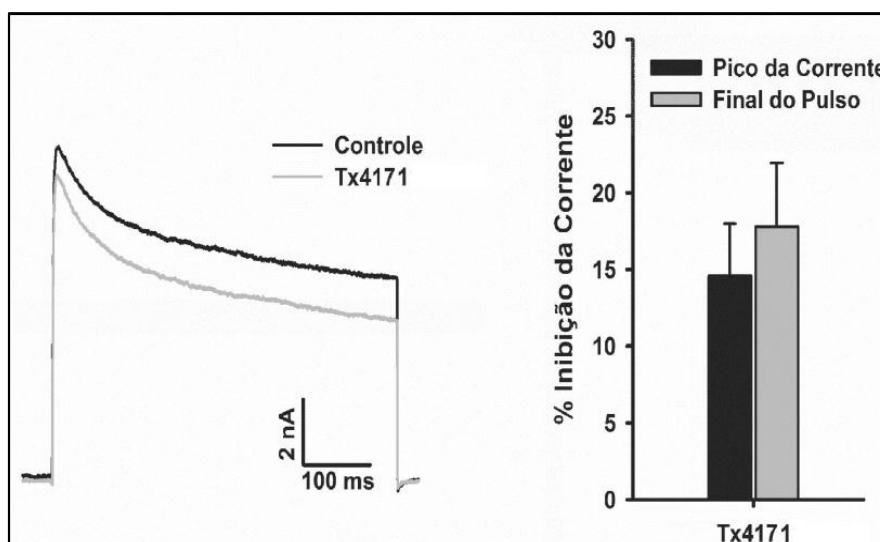 Controle
Tx4171
2 nA
100 ms
% Inibição da Corrente
30
25
20
15
10
5
0
Pico da Corrente
Final do Pulso
Tx4171